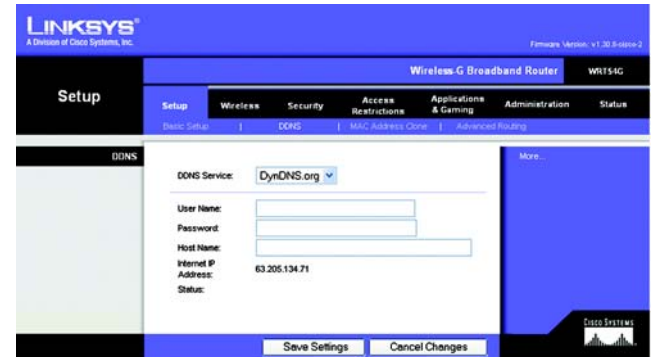 LINKSYS®
A Division of Cisco Systems, Inc.
Firmware Version: v1.30.8-cisco-2
Wireless-G Broadband Router WRT54G
Setup
Setup Wireless Security Access Restrictions Applications & Gaming Administration Status
Basic Setup | DDNS | MAC Address Clone | Advanced Routing
DDNS
More...
DDNS Service: DynDNS.org
User Name:
Password:
Host Name:
Internet IP Address: 63.205.134.71
Status:
CISCO SYSTEMS
Save Settings Cancel Changes